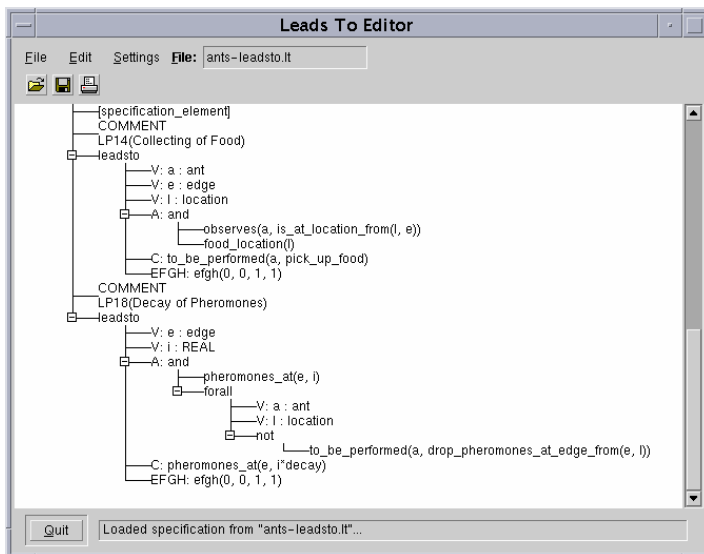 Leads To Editor
File Edit Settings File: ants-leadsto.lt
[specification_element]
COMMENT
LP14(Collecting of Food)
leadsto
V: a : ant
V: e : edge
V: l : location
A: and
observes(a, is_at_location_from(l, e))
food_location(l)
C: to_be_performed(a, pick_up_food)
EFGH: efgh(0, 0, 1, 1)
COMMENT
LP18(Decay of Pheromones)
leadsto
V: e : edge
V: i : REAL
A: and
pheromones_at(e, i)
forall
V: a : ant
V: l : location
not
to_be_performed(a, drop_pheromones_at_edge_from(e, l))
C: pheromones_at(e, i*decay)
EFGH: efgh(0, 0, 1, 1)
Quit Loaded specification from "ants-leadsto.lt"...